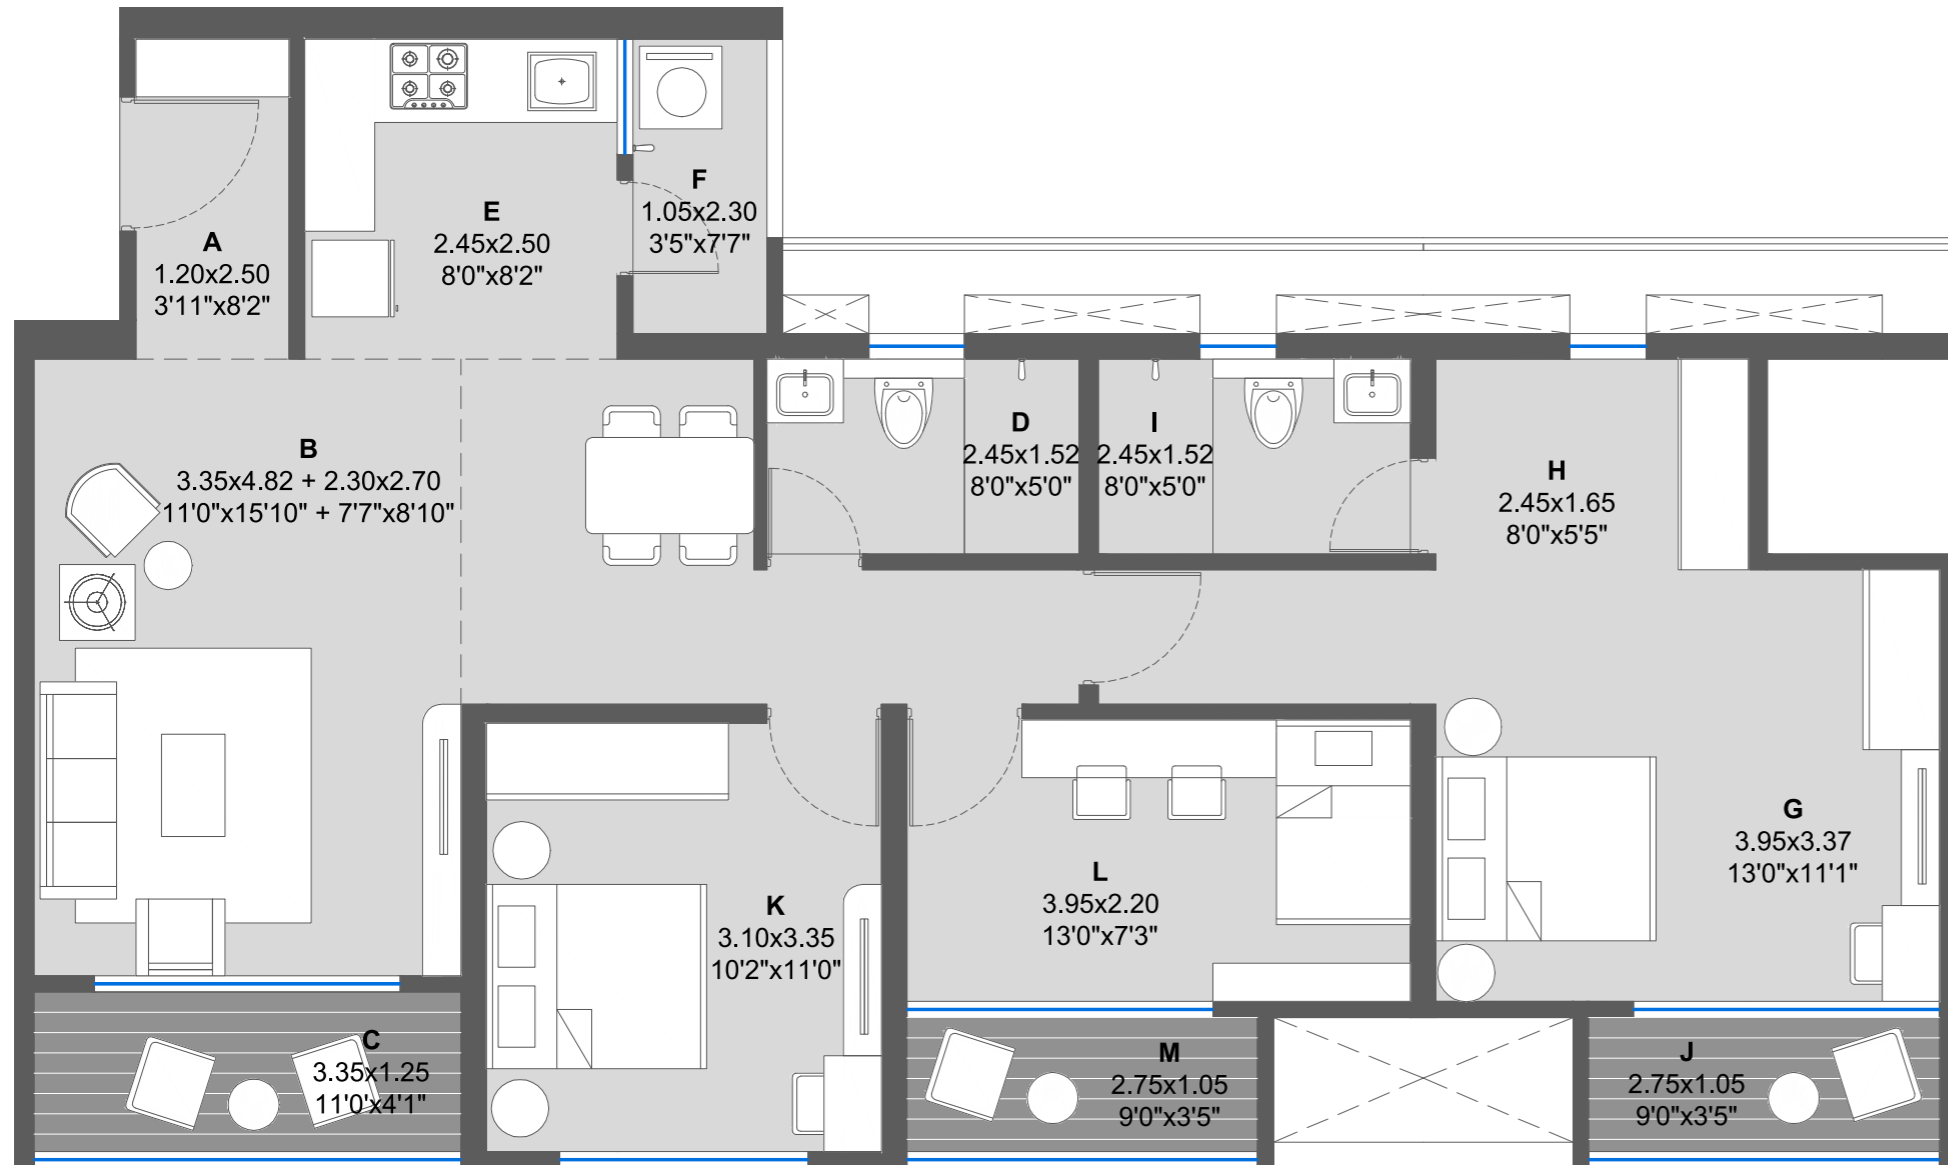 A
1.20x2.50
3'11"x8'2"
E
2.45x2.50
8'0"x8'2"
F
1.05x2.30
3'5"x7'7"
B
3.35x4.82 + 2.30x2.70
11'0"x15'10" + 7'7"x8'10"
D
2.45x1.52
8'0"x5'0"
I
2.45x1.52
8'0"x5'0"
H
2.45x1.65
8'0"x5'5"
G
3.95x3.37
13'0"x11'1"
L
3.95x2.20
13'0"x7'3"
K
3.10x3.35
10'2"x11'0"
C
3.35x1.25
11'0'x4'1"
M
2.75x1.05
9'0"x3'5"
J
2.75x1.05
9'0"x3'5"